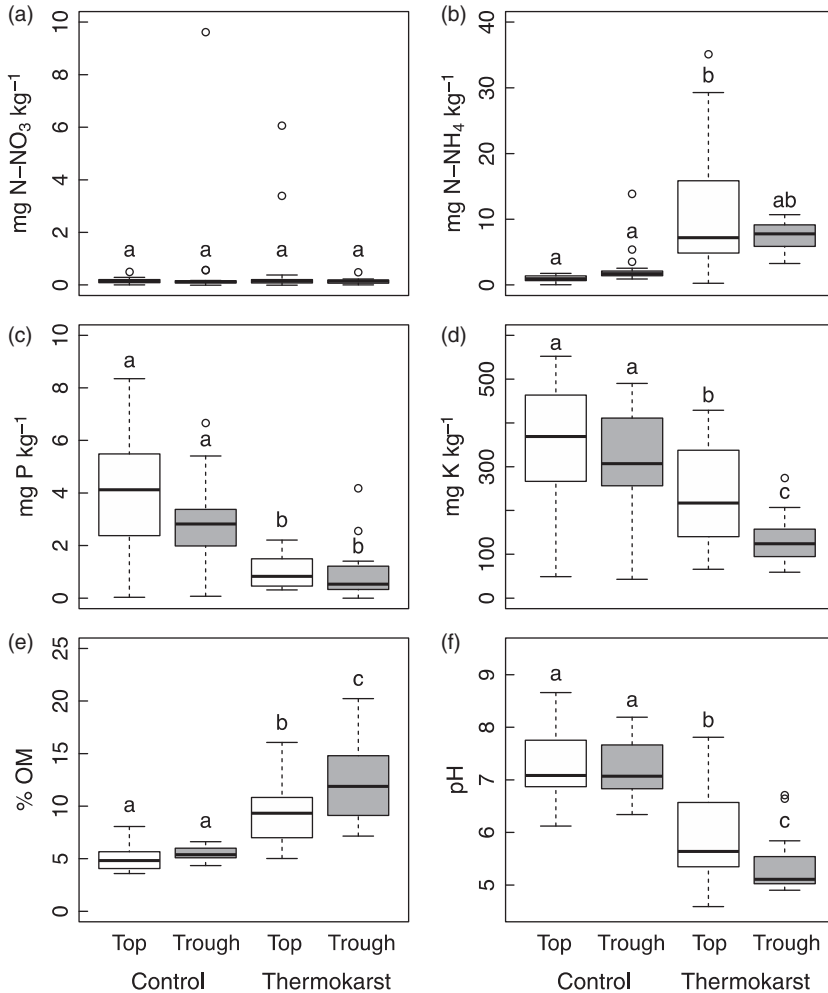 (a)
mg N−NO₃ kg⁻¹
10
8
6
4
2
0
a a a a
(b)
mg N−NH₄ kg⁻¹
40
30
20
10
0
a a b ab
(c)
mg P kg⁻¹
10
8
6
4
2
0
a a b b
(d)
mg K kg⁻¹
500
300
100
0
a a b c
(e)
% OM
25
20
15
10
5
0
a a b c
(f)
pH
9
8
7
6
5
a a b c
Top Trough Top Trough
Control Thermokarst
Top Trough Top Trough
Control Thermokarst